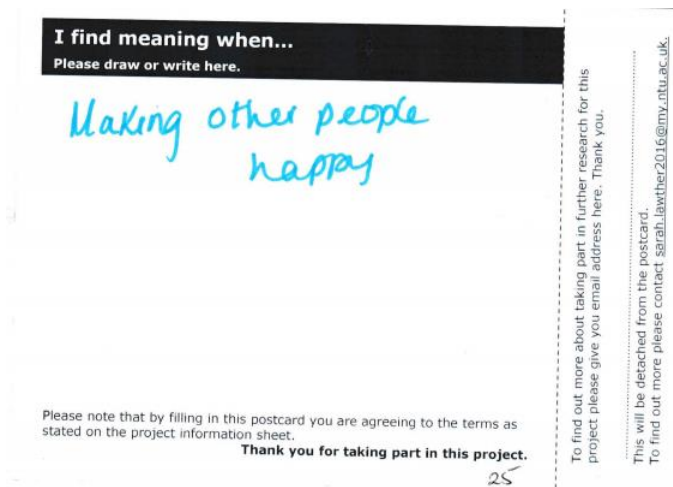 I find meaning when...
Please draw or write here.
Making other people
happy
Please note that by filling in this postcard you are agreeing to the terms as
stated on the project information sheet.
Thank you for taking part in this project.
25
To find out more about taking part in further research for this
project please give you email address here. Thank you.
This will be detached from the postcard.
To find out more please contact sarah.lawther2016@my.ntu.ac.uk.